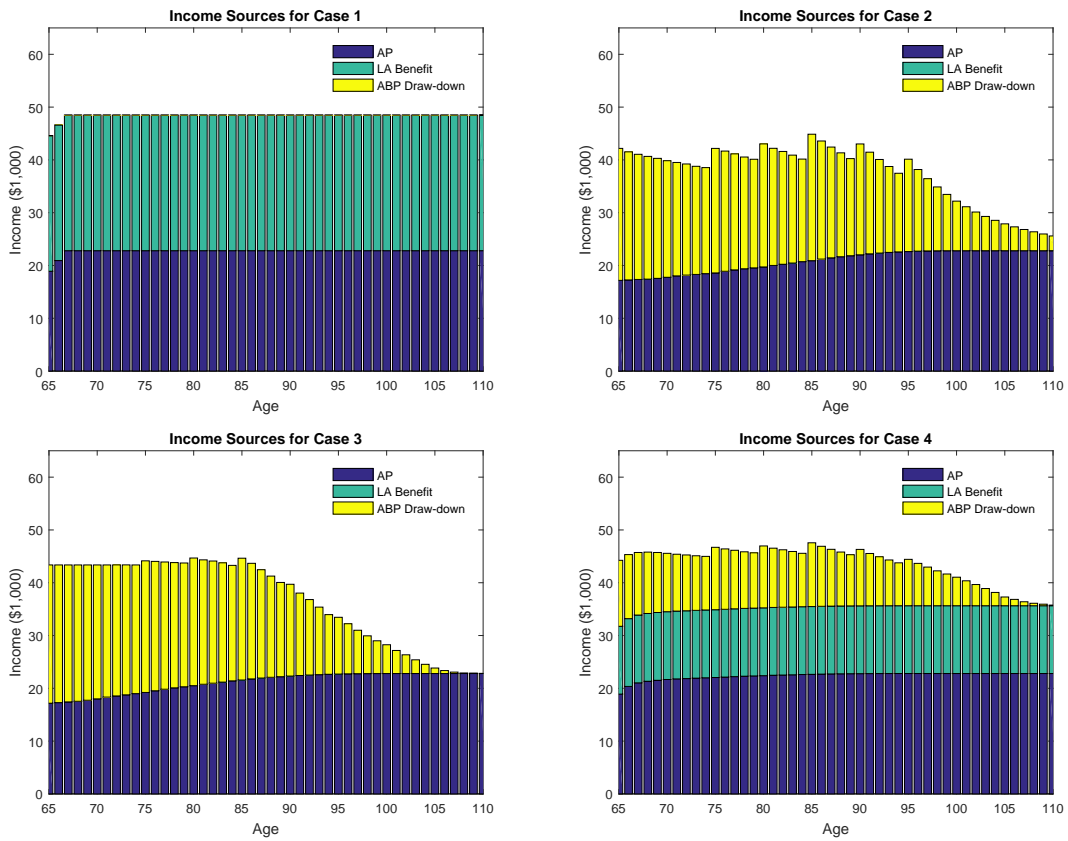 Income Sources for Case 1
60
50
40
30
20
10
0
Income ($1,000)
AP
LA Benefit
ABP Draw-down
65 70 75 80 85 90 95 100 105 110
Age
Income Sources for Case 2
60
50
40
30
20
10
0
Income ($1,000)
AP
LA Benefit
ABP Draw-down
65 70 75 80 85 90 95 100 105 110
Age
Income Sources for Case 3
60
50
40
30
20
10
0
Income ($1,000)
AP
LA Benefit
ABP Draw-down
65 70 75 80 85 90 95 100 105 110
Age
Income Sources for Case 4
60
50
40
30
20
10
0
Income ($1,000)
AP
LA Benefit
ABP Draw-down
65 70 75 80 85 90 95 100 105 110
Age